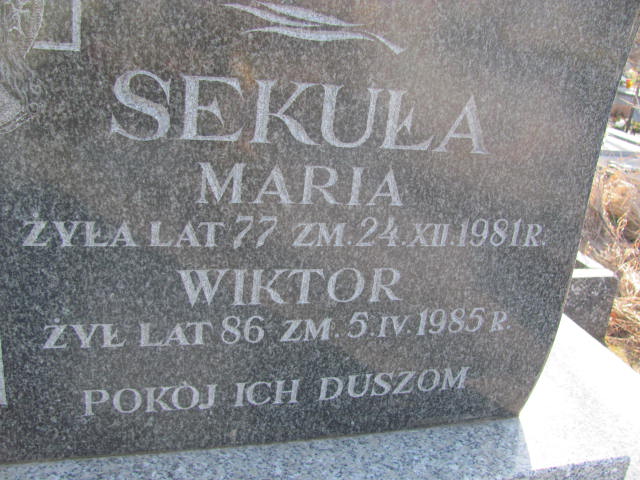 SEKUŁA
MARIA
ŻYŁA LAT 77 ZM. 24.XII.1981 R.
WIKTOR
ŻYŁ LAT 86 ZM. 5.IV.1985 R.
POKÓJ ICH DUSZOM